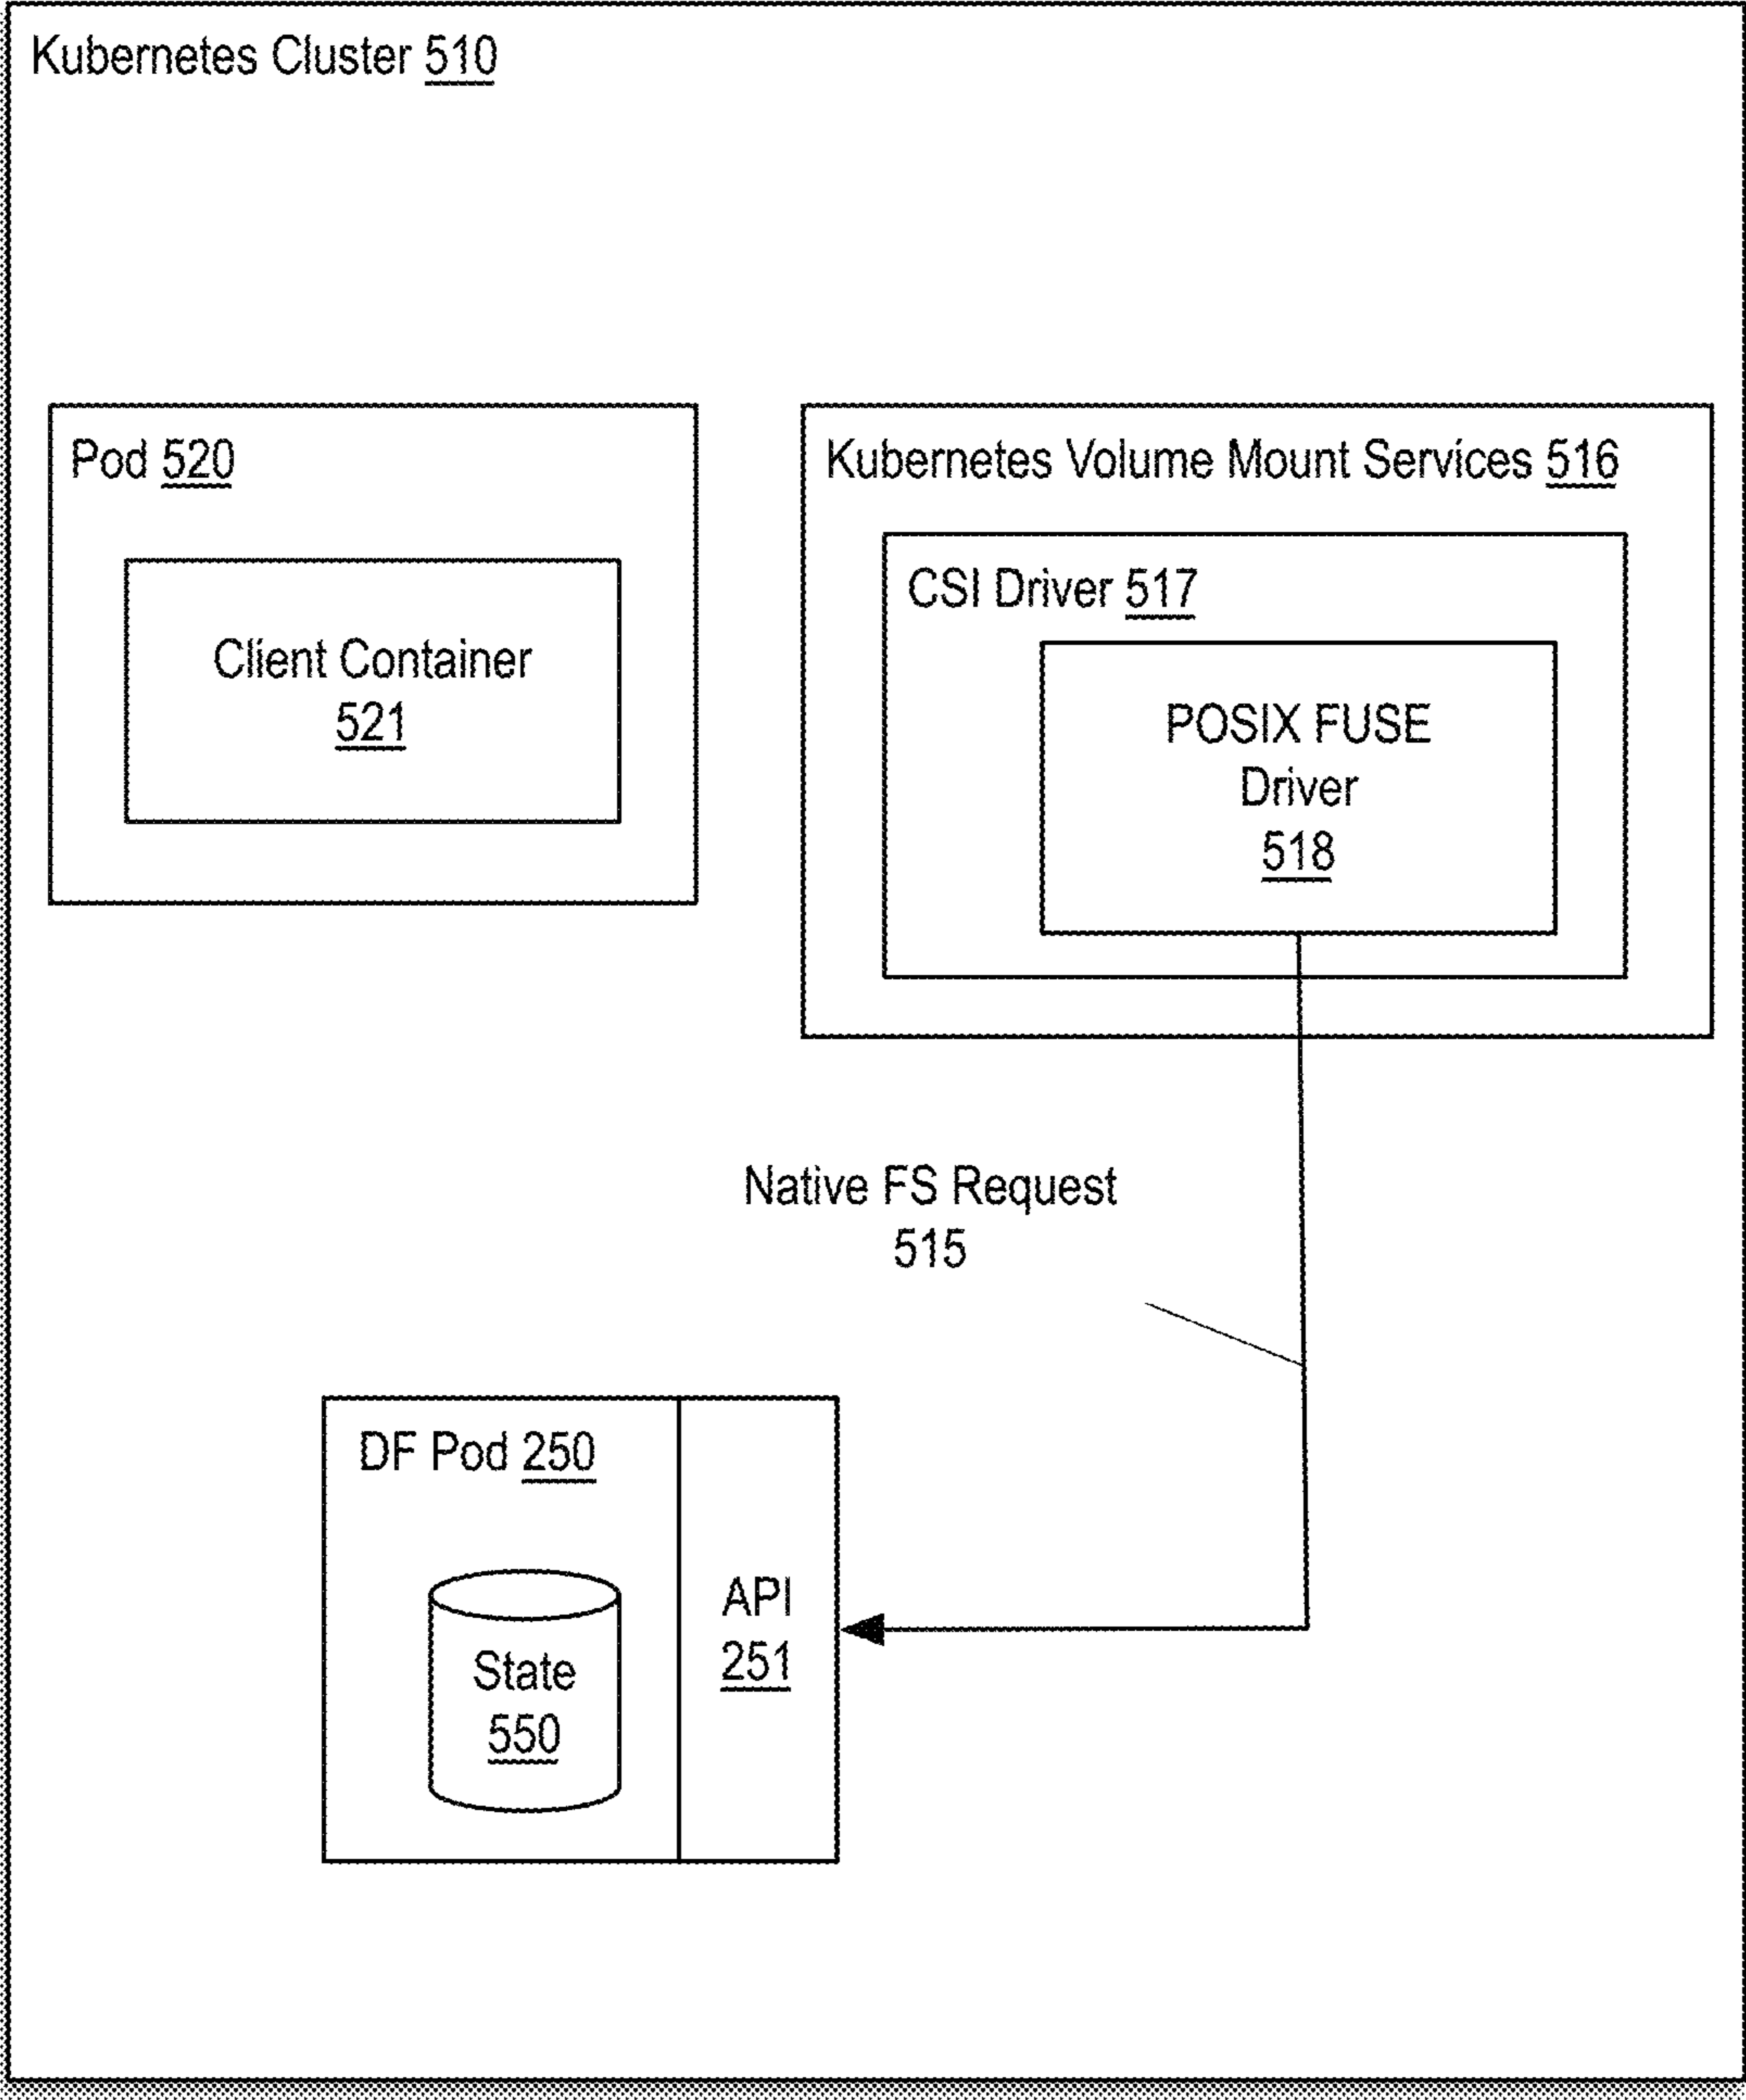 Kubernetes Cluster 510
Pod 520
Client Container
521
Kubernetes Volume Mount Services 516
CSI Driver 517
POSIX FUSE
Driver
518
Native FS Request
515
DF Pod 250
State
550
API
251